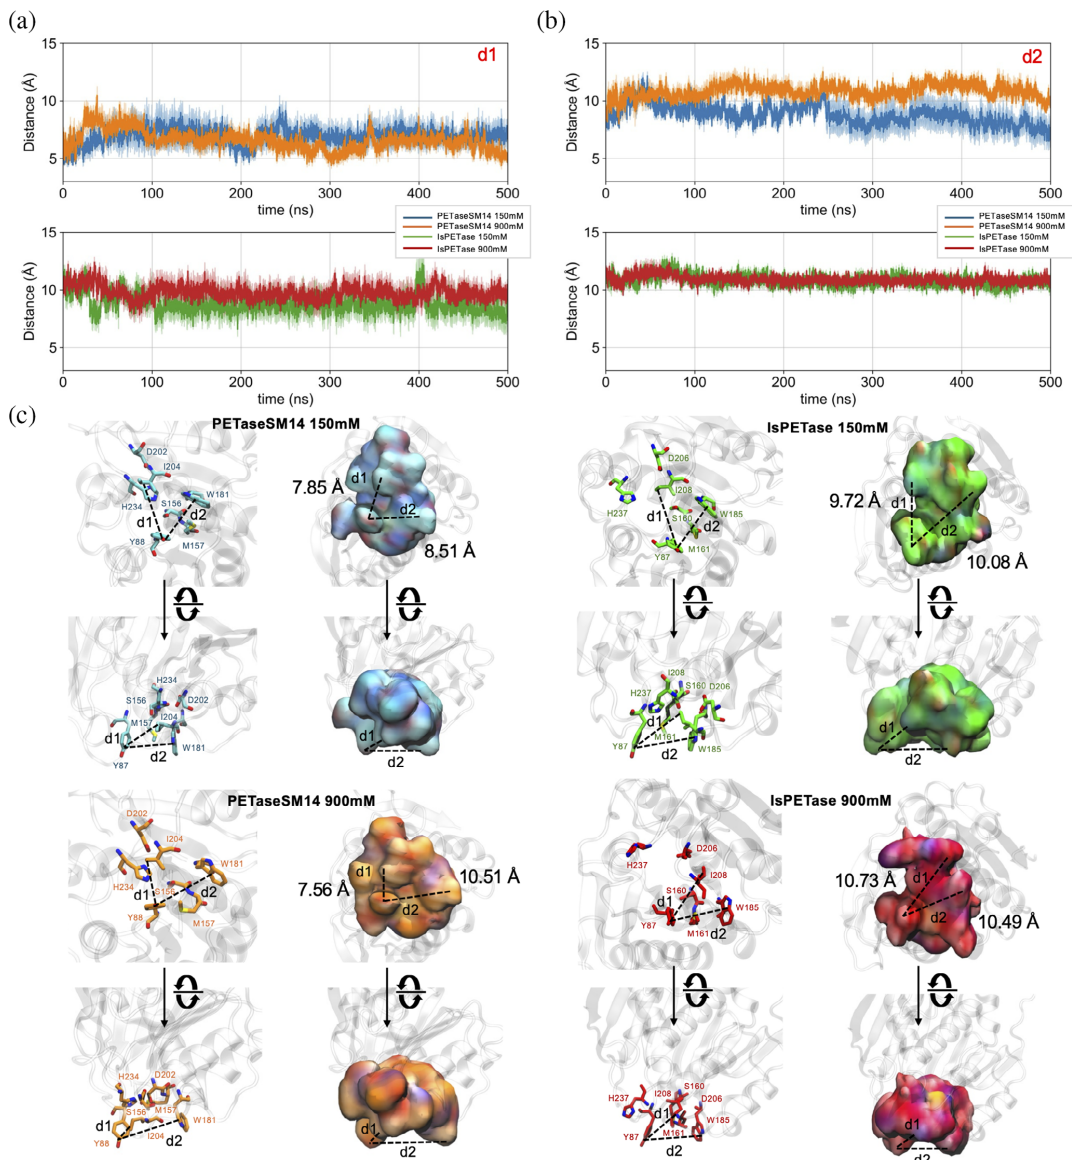 (a)
(b)
15
10
5
Distance (Å)
d1
0 100 200 300 400 500
time (ns)
15
10
5
Distance (Å)
d2
0 100 200 300 400 500
time (ns)
PETaseSM14 150mM
PETaseSM14 900mM
IsPETase 150mM
IsPETase 900mM
PETaseSM14 150mM
PETaseSM14 900mM
IsPETase 150mM
IsPETase 900mM
15
10
5
Distance (Å)
0 100 200 300 400 500
time (ns)
15
10
5
Distance (Å)
0 100 200 300 400 500
time (ns)
(c)
PETaseSM14 150mM
D202
I204
H234
S156
W181
d1
d2
Y88
M157
7.85 Å
d1
d2
8.51 Å
H234
S156
D202
M157
I204
d1
W181
d2
Y87
d1
d2
IsPETase 150mM
D206
I208
H237
d1
S160
W185
d2
M161
Y87
9.72 Å
d1
d2
10.08 Å
I208
S160
D206
H237
d1
M161
d2
Y87
W185
d1
d2
PETaseSM14 900mM
D202
I204
W181
H234
S156
d1
d2
Y88
M157
7.56 Å
10.51 Å
d1
d2
H234
D202
S156
M157
W181
d1
Y88
I204
d2
d1
d2
IsPETase 900mM
H237
D206
I208
S160
d1
W185
Y87
M161
d2
10.73 Å
d1
d2
10.49 Å
S160
H237
I208
D206
d1
W185
Y87
M161
d2
d1
d2